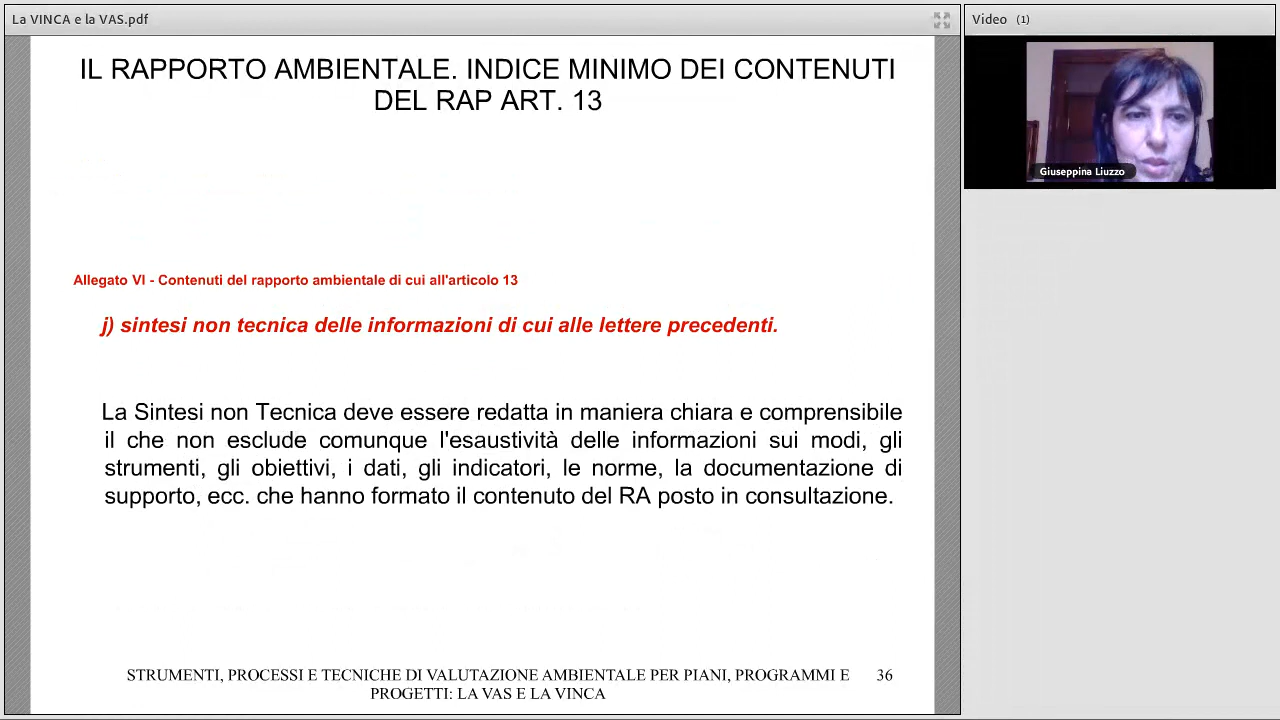 La VINCA e la VAS.pdf
Video (1)
IL RAPPORTO AMBIENTALE. INDICE MINIMO DEI CONTENUTI
DEL RAP ART. 13
Giuseppina Liuzzo
Allegato VI - Contenuti del rapporto ambientale di cui all'articolo 13
j) sintesi non tecnica delle informazioni di cui alle lettere precedenti.
La Sintesi non Tecnica deve essere redatta in maniera chiara e comprensibile
il che non esclude comunque l'esaustività delle informazioni sui modi, gli
strumenti, gli obiettivi, i dati, gli indicatori, le norme, la documentazione di
supporto, ecc. che hanno formato il contenuto del RA posto in consultazione.
STRUMENTI, PROCESSI E TECNICHE DI VALUTAZIONE AMBIENTALE PER PIANI, PROGRAMMI E
PROGETTI: LA VAS E LA VINCA
36